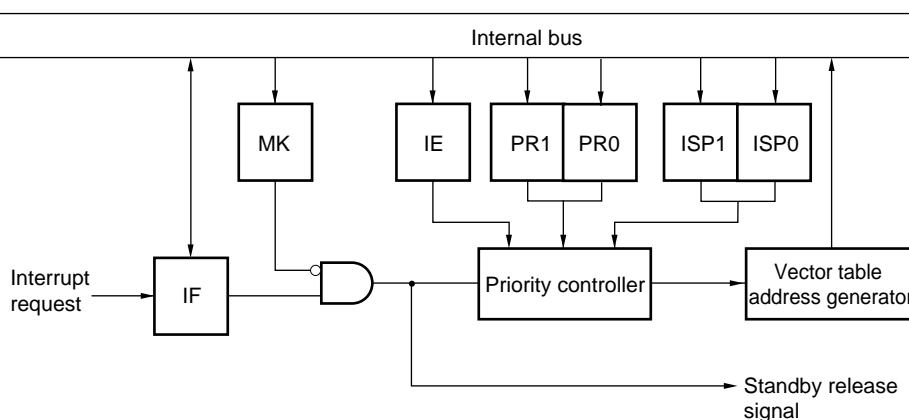 Internal bus
MK
IE
PR1
PR0
ISP1
ISP0
Interrupt
request
IF
Priority controller
Vector table
address generator
Standby release
signal